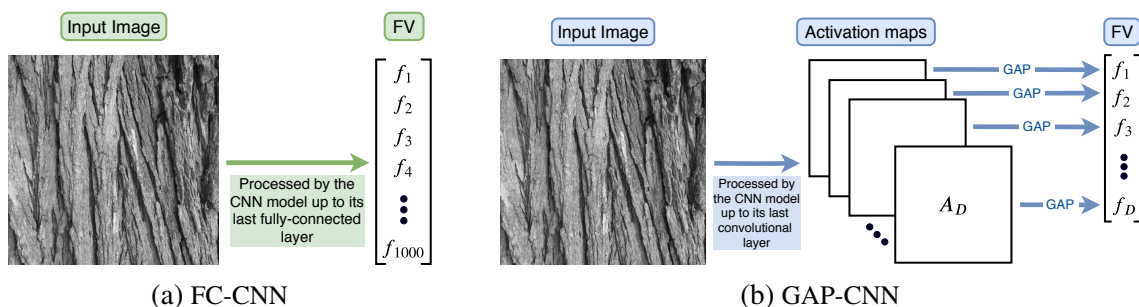 Input Image
FV
f1
f2
f3
f4
f1000
Processed by the
CNN model up to its
last fully-connected
layer
(a) FC-CNN
Input Image
Activation maps
FV
Processed by
the CNN model
up to its last
convolutional
layer
A_D
GAP
GAP
GAP
GAP
f1
f2
f3
f_D
(b) GAP-CNN